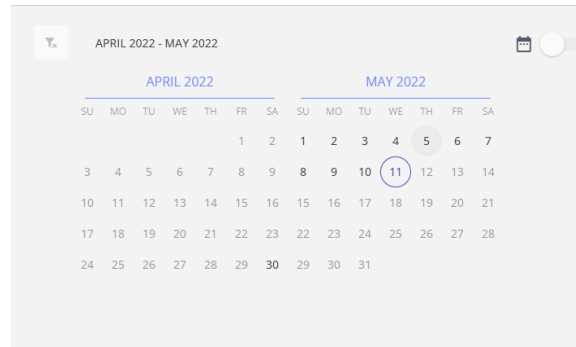 APRIL 2022 - MAY 2022
APRIL 2022
SU MO TU WE TH FR SA
1 2
3 4 5 6 7 8 9
10 11 12 13 14 15 16
17 18 19 20 21 22 23
24 25 26 27 28 29 30
MAY 2022
SU MO TU WE TH FR SA
1 2 3 4 5 6 7
8 9 10 11 12 13 14
15 16 17 18 19 20 21
22 23 24 25 26 27 28
29 30 31